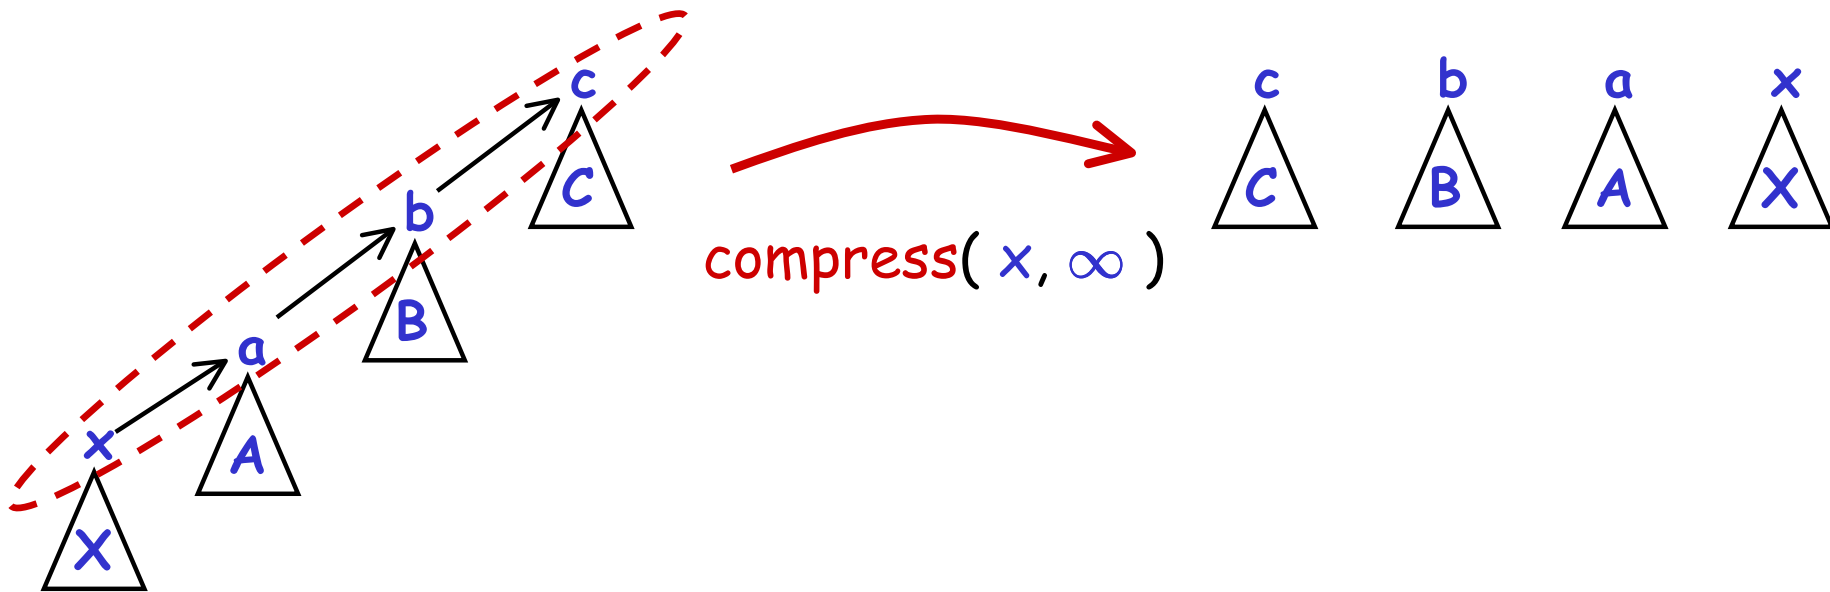 c
b
a
x
C
B
A
X
compress( x, ∞ )
c b a x
C B A X